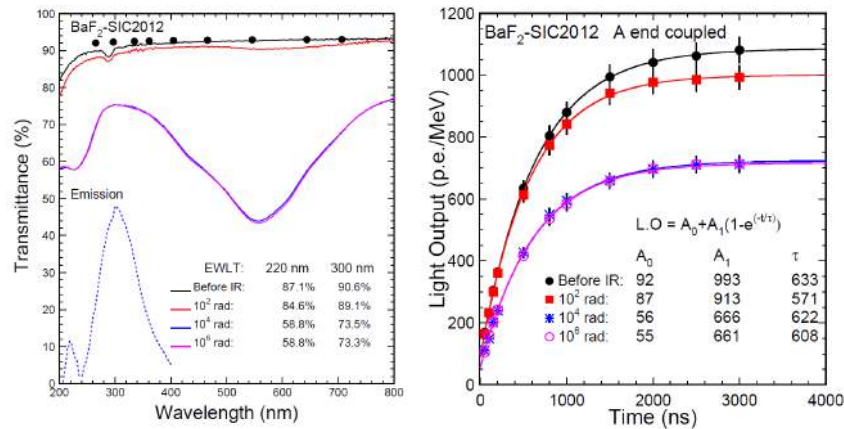 BaF2-SIC2012
100
90
80
70
60
50
40
30
20
10
0
200 300 400 500 600 700 800
Transmittance (%)
Wavelength (nm)
Emission
EWLT: 220 nm 300 nm
Before IR: 87.1% 90.6%
10² rad: 84.6% 89.1%
10⁴ rad: 58.8% 73.5%
10⁶ rad: 58.8% 73.3%
BaF2-SIC2012 A end coupled
1200
1000
800
600
400
200
0
0 1000 2000 3000 4000
Light Output (p.e./MeV)
Time (ns)
L.O = A0+A1(1-e(-t/τ))
A0 A1 τ
Before IR: 92 993 633
10² rad: 87 913 571
10⁴ rad: 56 666 622
10⁶ rad: 55 661 608